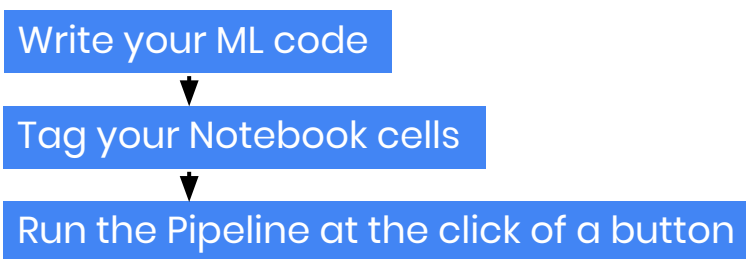 Write your ML code
Tag your Notebook cells
Run the Pipeline at the click of a button